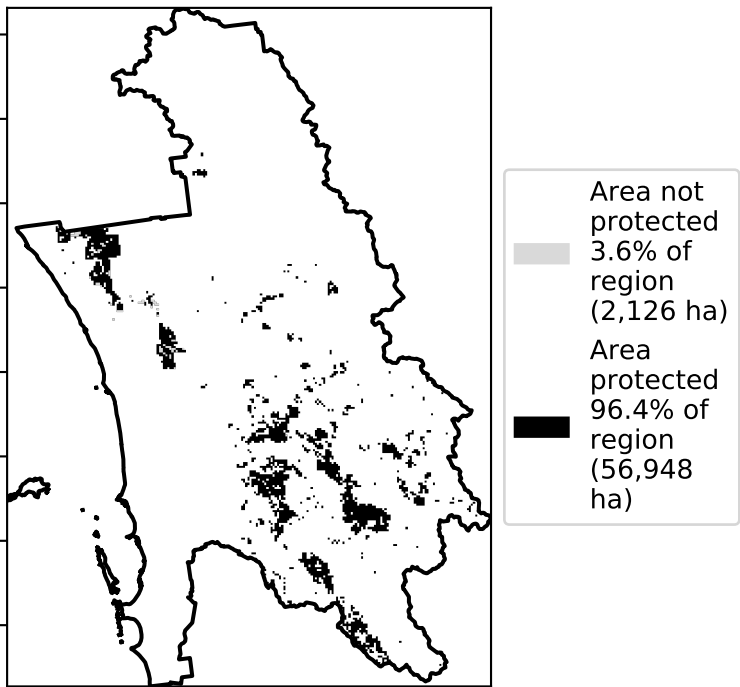 Area not
protected
3.6% of
region
(2,126 ha)
Area
protected
96.4% of
region
(56,948
ha)